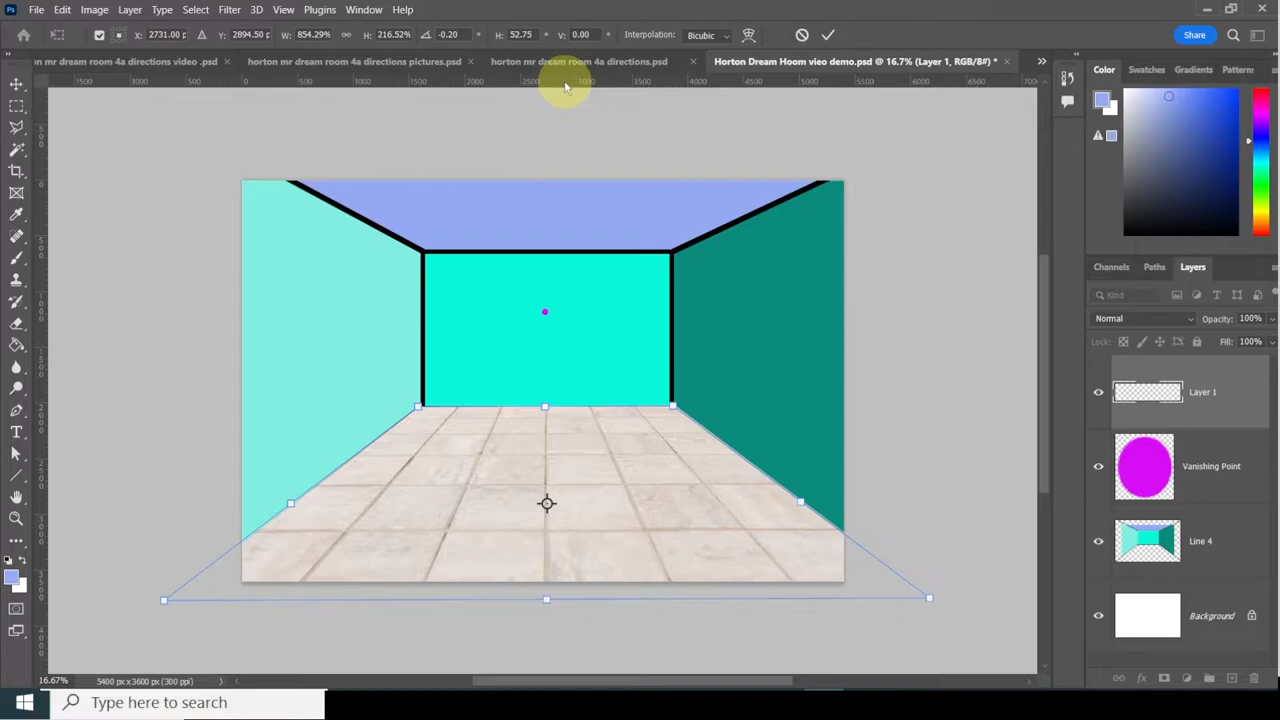 Ps File Edit Image Layer Type Select Filter 3D View Plugins Window Help
X: 2731.00 p Y: 2894.50 p W: 854.29% H: 216.52% -0.20 ° H: 52.75 ° V: 0.00 ° Interpolation: Bicubic Share
on mr dream room 4a directions video .psd × horton mr dream room 4a directions pictures.psd × horton mr dream room 4a directions.psd × Horton Dream Hoom vieo demo.psd @ 16.7% (Layer 1, RGB/8#) * ×
Color Swatches Gradients Pattern:
Channels Paths Layers
Kind
Normal Opacity: 100%
Lock: Fill: 100%
Layer 1
Vanishing Point
Line 4
Background
16.67% 5400 px x 3600 px (300 ppi)
Type here to search